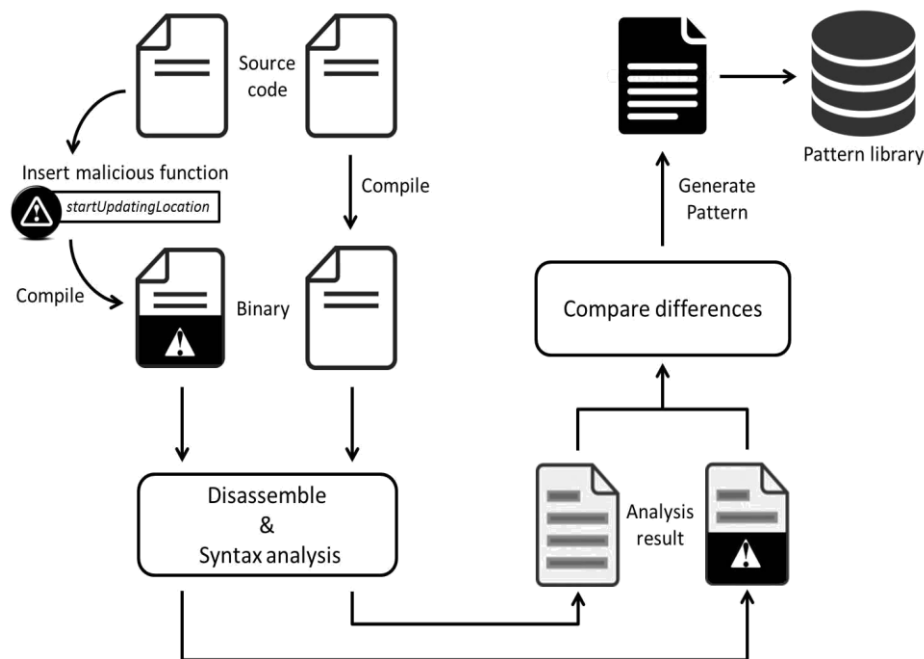 Source
code
Insert malicious function
startUpdatingLocation
Compile
Compile
Binary
Disassemble
&
Syntax analysis
Pattern library
Generate
Pattern
Compare differences
Analysis
result